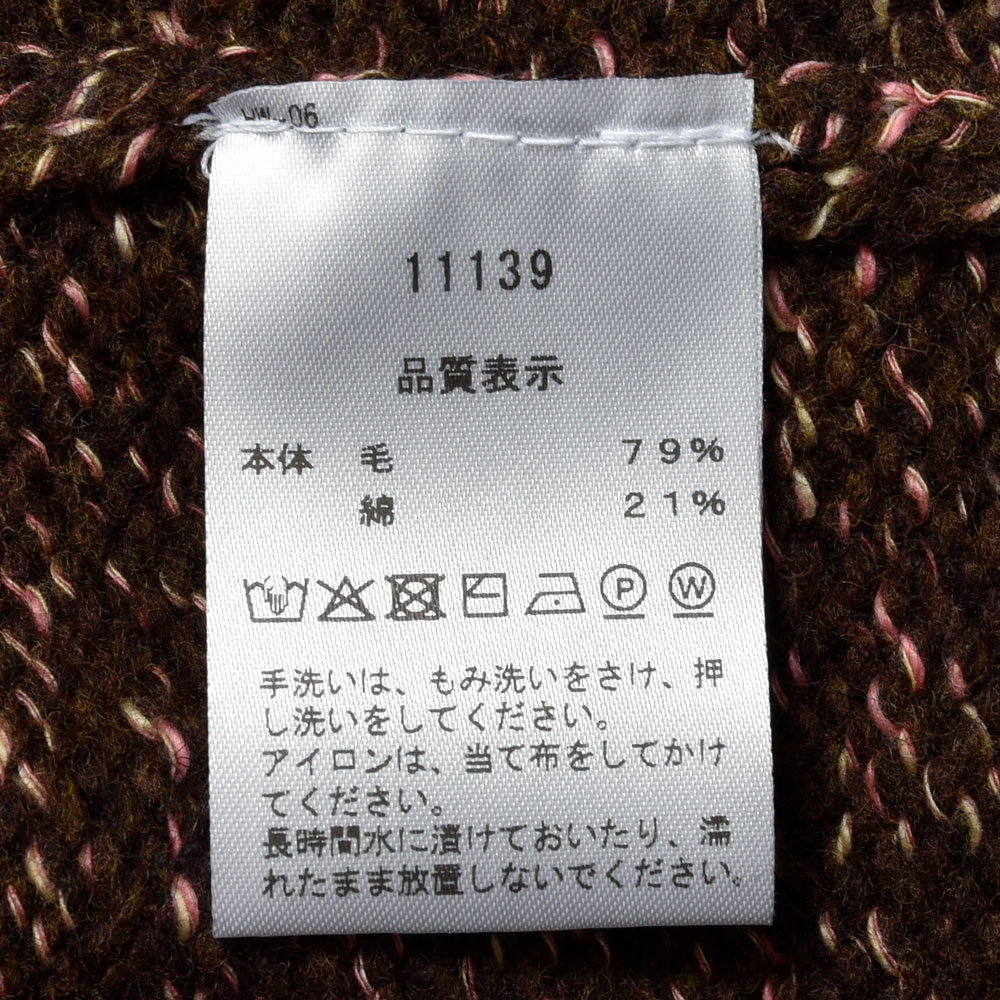 11139
品質表示
本体 毛 79%
綿 21%
P W
手洗いは、もみ洗いをさけ、押
し洗いをしてください。
アイロンは、当て布をしてかけ
てください。
長時間水に漬けておいたり、濡
れたまま放置しないでください。